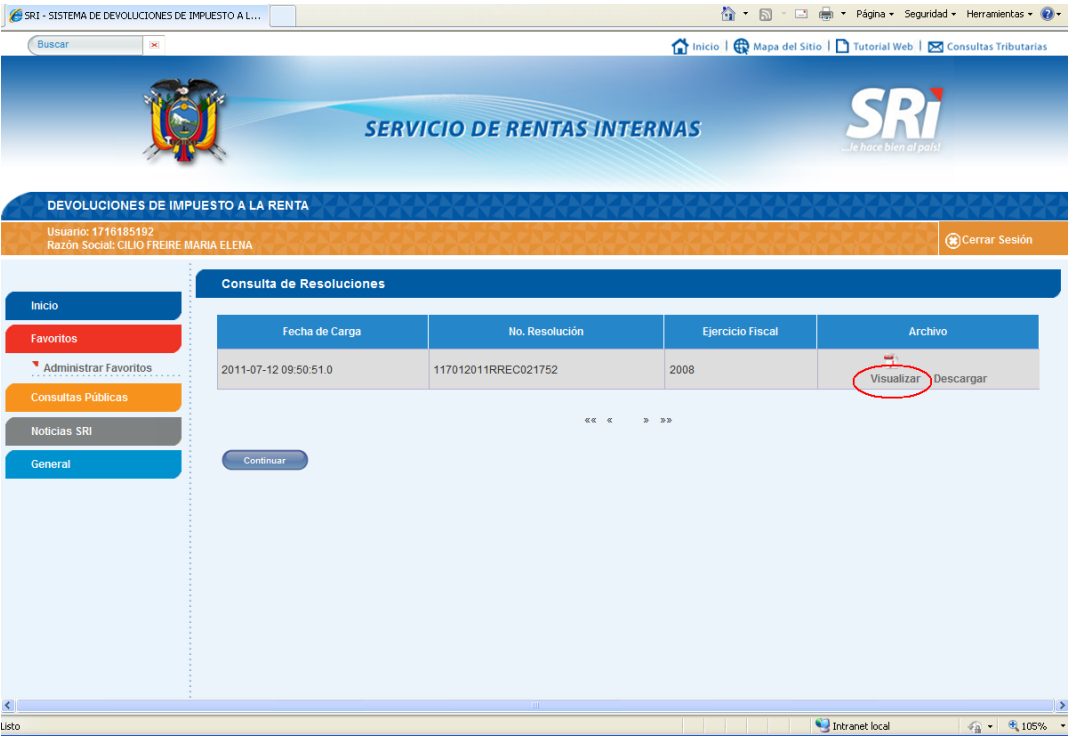 SRI - SISTEMA DE DEVOLUCIONES DE IMPUESTO A L...
Página Seguridad Herramientas
Buscar
Inicio | Mapa del Sitio | Tutorial Web | Consultas Tributarias
SERVICIO DE RENTAS INTERNAS
SRi
...le hace bien al país!
DEVOLUCIONES DE IMPUESTO A LA RENTA
Usuario: 1716185192
Razón Social: CILIO FREIRE MARIA ELENA
Cerrar Sesión
Consulta de Resoluciones
Inicio
Favoritos
Administrar Favoritos
Consultas Públicas
Noticias SRI
General
Fecha de Carga No. Resolución Ejercicio Fiscal Archivo
2011-07-12 09:50:51.0 117012011RREC021752 2008 Visualizar Descargar
«« « » »»
Continuar
Listo Intranet local 105%